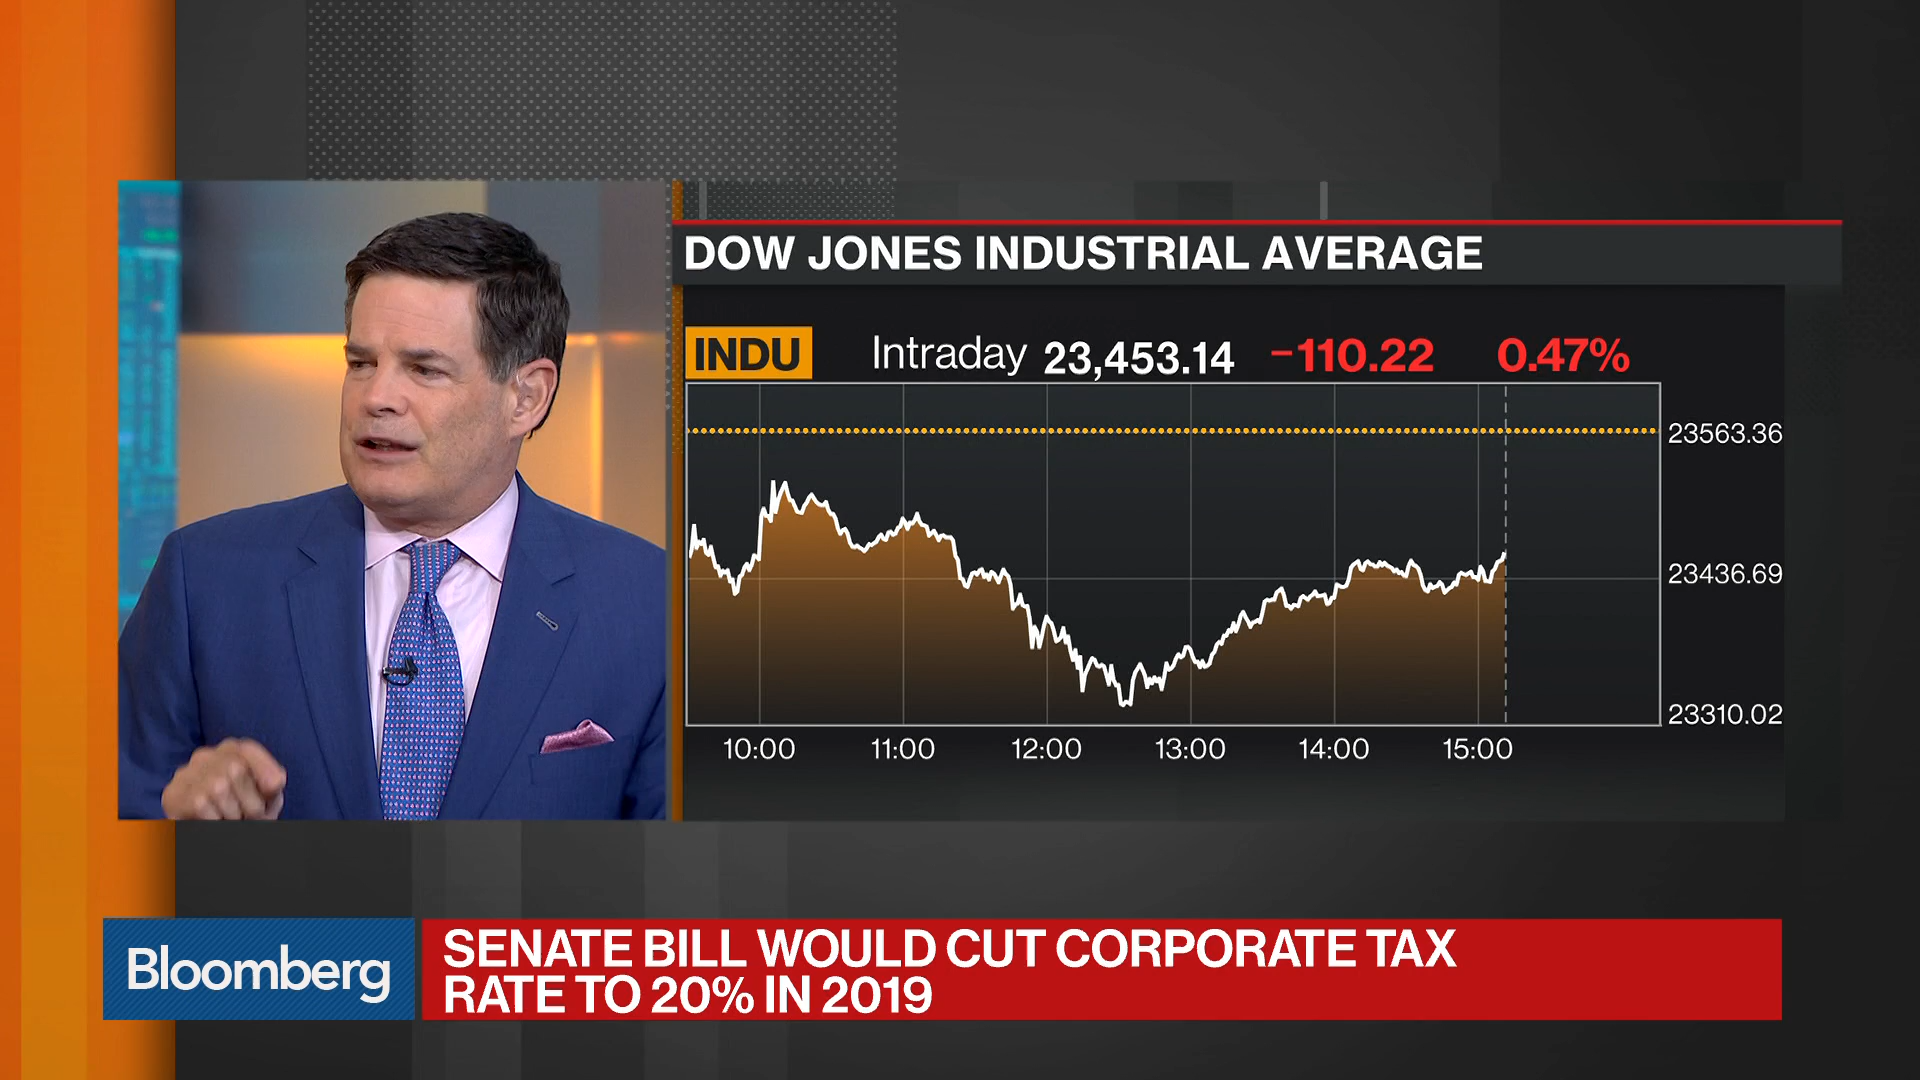 DOW JONES INDUSTRIAL AVERAGE
INDU Intraday 23,453.14 -110.22 0.47%
23563.36
23436.69
23310.02
10:00 11:00 12:00 13:00 14:00 15:00
Bloomberg
SENATE BILL WOULD CUT CORPORATE TAX
RATE TO 20% IN 2019